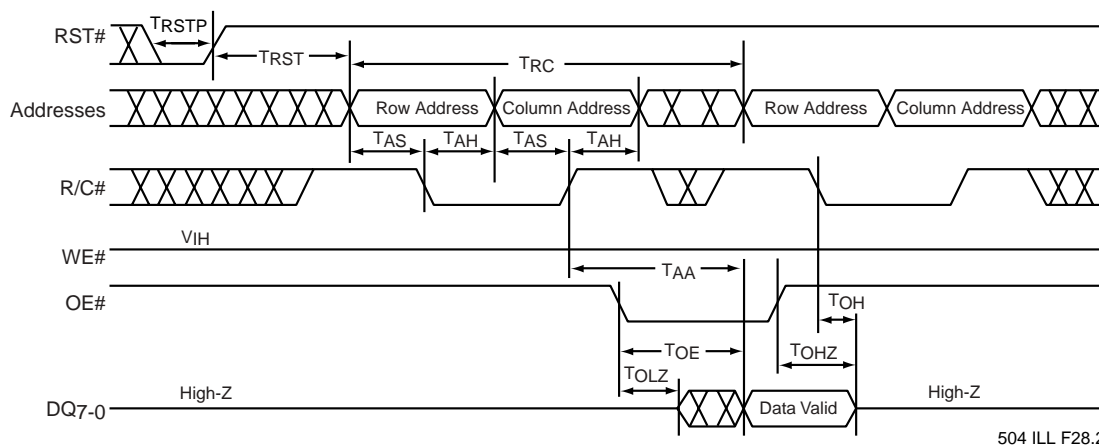 RST#
TRSTP
TRST
TRC
Addresses
Row Address
Column Address
Row Address
Column Address
TAS
TAH
TAS
TAH
R/C#
VIH
WE#
TAA
OE#
TOH
TOE
TOHZ
TOLZ
High-Z
High-Z
DQ7-0
Data Valid
504 ILL F28.2